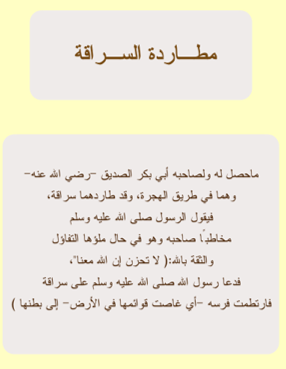 مطـــاردة الســـراقة
ماحصل له ولصاحبه أبي بكر الصديق -رضي الله عنه-
وهما في طريق الهجرة، وقد طاردهما سراقة،
فيقول الرسول صلى الله عليه وسلم
مخاطبًا صاحبه وهو في حال ملؤها التفاؤل
والثقة بالله:( لا تحزن إن الله معنا"،
فدعا رسول الله صلى الله عليه وسلم على سراقة
فارتطمت فرسه -أي غاصت قوائمها في الأرض- إلى بطنها )